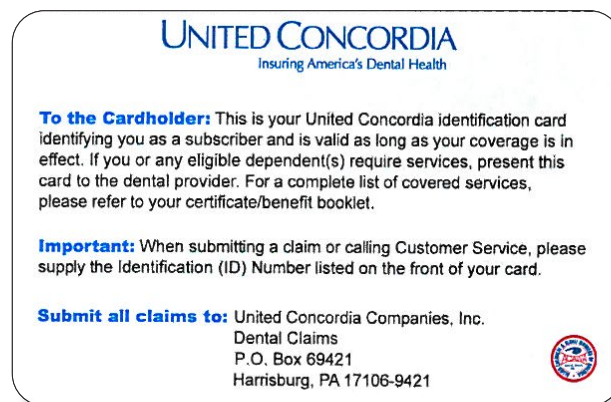 UNITED CONCORDIA
Insuring America's Dental Health
To the Cardholder: This is your United Concordia identification card
identifying you as a subscriber and is valid as long as your coverage is in
effect. If you or any eligible dependent(s) require services, present this
card to the dental provider. For a complete list of covered services,
please refer to your certificate/benefit booklet.
Important: When submitting a claim or calling Customer Service, please
supply the Identification (ID) Number listed on the front of your card.
Submit all claims to: United Concordia Companies, Inc.
Dental Claims
P.O. Box 69421
Harrisburg, PA 17106-9421